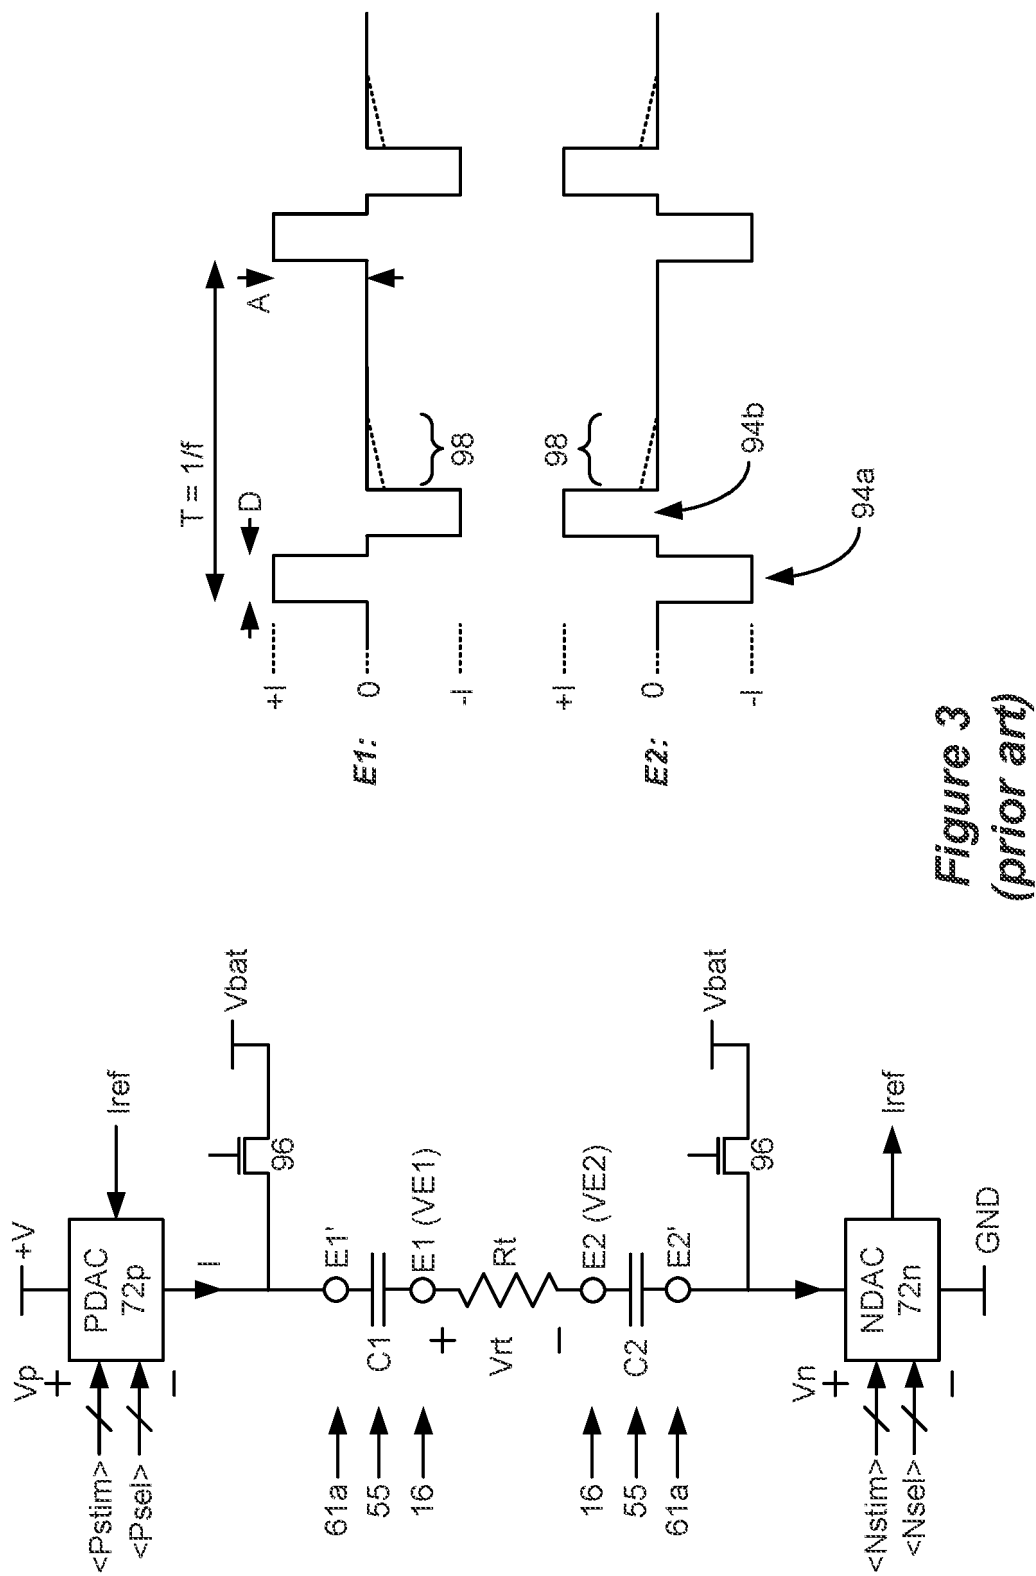 +V
Vp
+
PDAC
72p
−
<Pstim>
<Psel>
Iref
I
Vbat
96
E1'
C1
E1 (VE1)
+
Vrt
−
Rt
E2 (VE2)
C2
E2'
61a
55
16
16
55
61a
Vbat
96
Vn
+
NDAC
72n
−
<Nstim>
<Nsel>
Iref
GND
T = 1/f
D
A
+I
E1: 0
-I
98
98
+I
E2: 0
-I
94b
94a
Figure 3
(prior art)